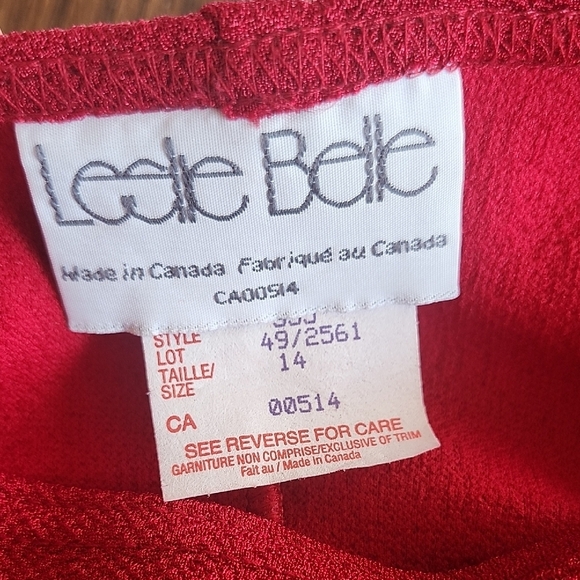 Leslie Belle
Made in Canada Fabriqué au Canada
CA00514
STYLE 49/2561
LOT 14
TAILLE/
SIZE
CA 00514
SEE REVERSE FOR CARE
GARNITURE NON COMPRISE/EXCLUSIVE OF TRIM
Fait au / Made in Canada